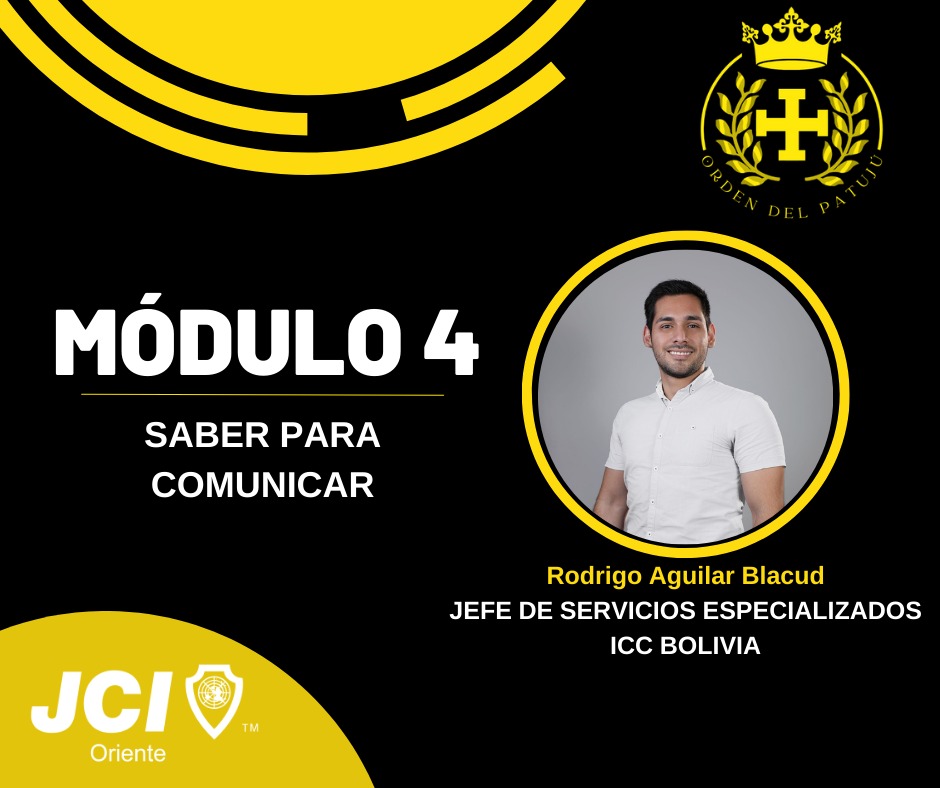 ORDEN DEL PATUJÚ
MÓDULO 4
SABER PARA
COMUNICAR
Rodrigo Aguilar Blacud
JEFE DE SERVICIOS ESPECIALIZADOS
ICC BOLIVIA
JCI
TM
Oriente